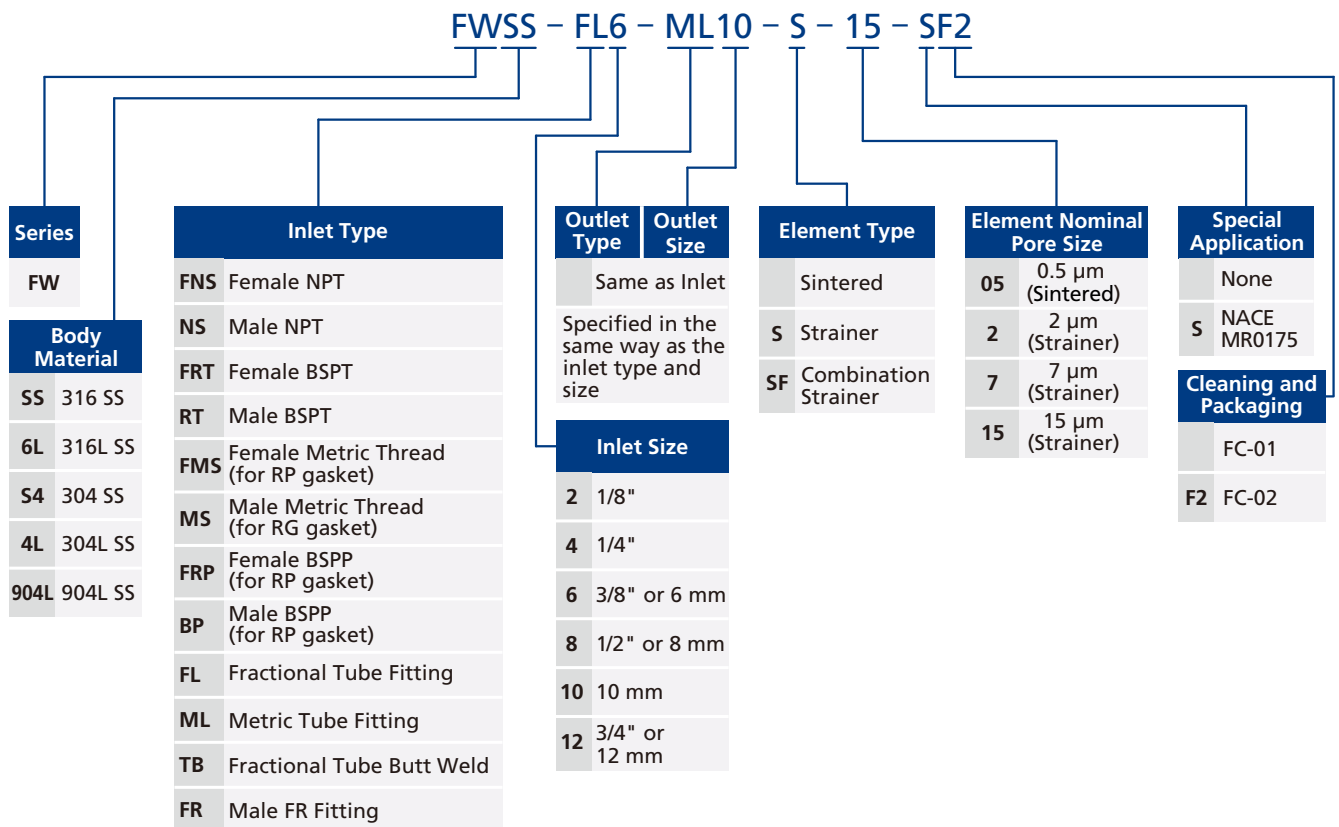 FWSS – FL6 – ML10 – S – 15 – SF2
Series
FW
Body
Material
SS 316 SS
6L 316L SS
S4 304 SS
4L 304L SS
904L 904L SS
Inlet Type
FNS Female NPT
NS Male NPT
FRT Female BSPT
RT Male BSPT
FMS Female Metric Thread
(for RP gasket)
MS Male Metric Thread
(for RG gasket)
FRP Female BSPP
(for RP gasket)
BP Male BSPP
(for RP gasket)
FL Fractional Tube Fitting
ML Metric Tube Fitting
TB Fractional Tube Butt Weld
FR Male FR Fitting
Outlet
Type
Outlet
Size
Same as Inlet
Specified in the
same way as the
inlet type and
size
Inlet Size
2 1/8"
4 1/4"
6 3/8" or 6 mm
8 1/2" or 8 mm
10 10 mm
12 3/4" or
12 mm
Element Type
Sintered
S Strainer
SF Combination
Strainer
Element Nominal
Pore Size
05 0.5 μm
(Sintered)
2 2 μm
(Strainer)
7 7 μm
(Strainer)
15 15 μm
(Strainer)
Special
Application
None
S NACE
MR0175
Cleaning and
Packaging
FC-01
F2 FC-02